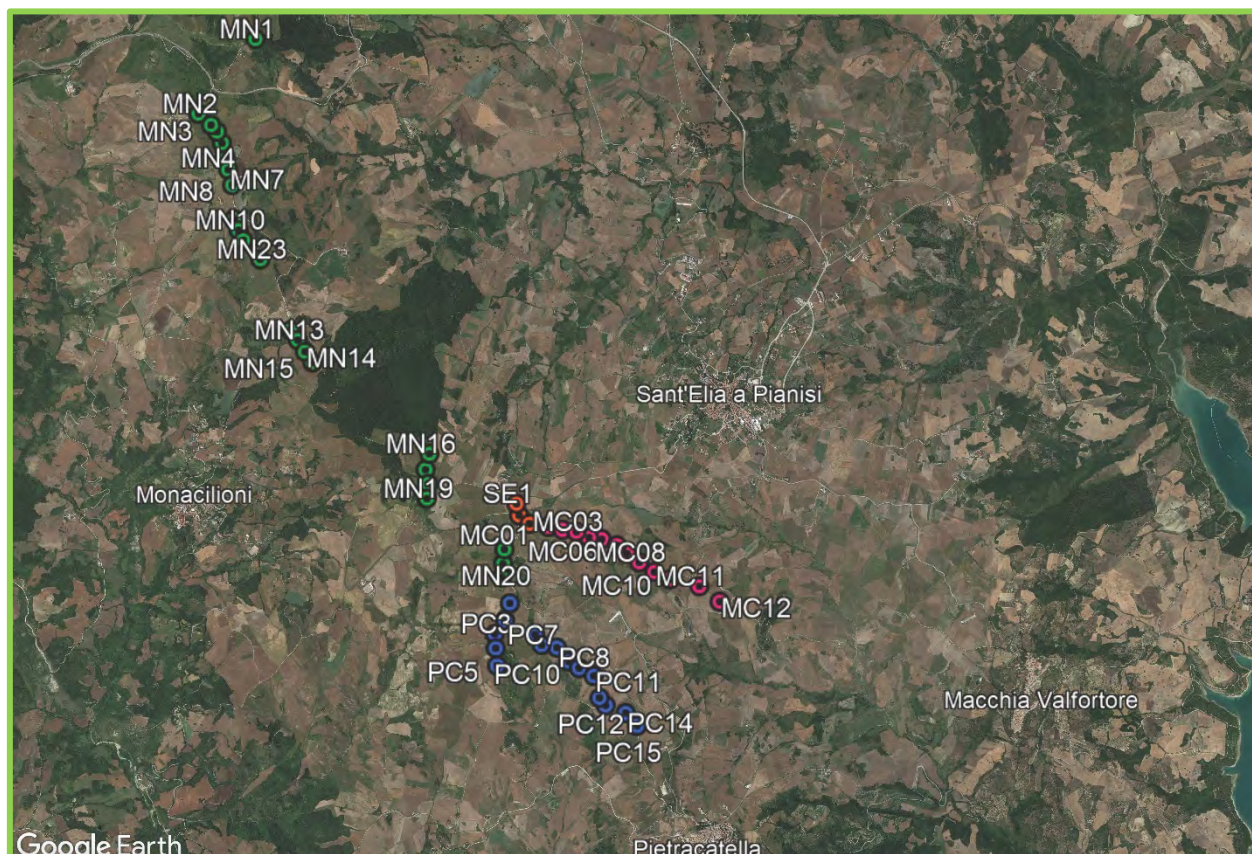 MN1
MN2
MN3
MN4
MN7
MN8
MN10
MN23
MN13
MN14
MN15
Sant'Elia a Pianisi
MN16
MN19
Monacilioni
SE1
MC03
MC01
MC06
MC08
MN20
MC10
MC11
MC12
PC3
PC7
PC8
PC5
PC10
PC11
Macchia Valfortore
PC12
PC14
PC15
Pietracatella
Google Earth